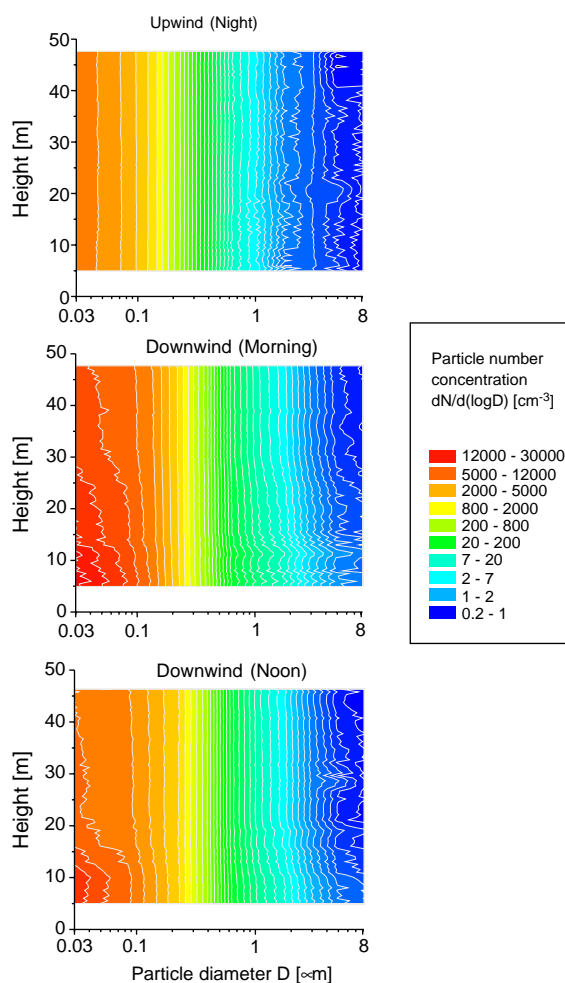 Upwind (Night)
50
40
30
20
10
0
Height [m]
0.03 0.1 1 8
Downwind (Morning)
50
40
30
20
10
0
Height [m]
0.03 0.1 1 8
Particle number
concentration
dN/d(logD) [cm-3]
12000 - 30000
5000 - 12000
2000 - 5000
800 - 2000
200 - 800
20 - 200
7 - 20
2 - 7
1 - 2
0.2 - 1
Downwind (Noon)
50
40
30
20
10
0
Height [m]
0.03 0.1 1 8
Particle diameter D [∝m]